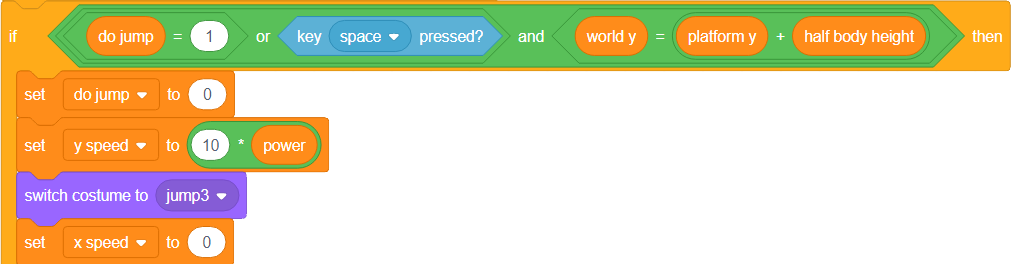 if do jump = 1 or key space pressed? and world y = platform y + half body height then
set do jump to 0
set y speed to 10 * power
switch costume to jump3
set x speed to 0